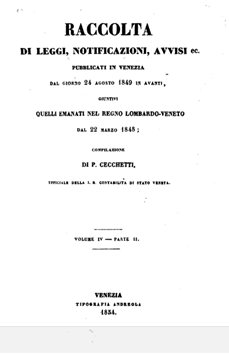 RACCOLTA
DI LEGGI, NOTIFICAZIONI, AVVISI ec.
PUBBLICATI IN VENEZIA
DAL GIORNO 24 AGOSTO 1849 IN AVANTI,
GIUNTIVI
QUELLI EMANATI NEL REGNO LOMBARDO-VENETO
DAL 22 MARZO 1848;
COMPILAZIONE
DI P. CECCHETTI,
UFFICIALE DELLA I. R. CONTABILITÀ DI STATO VENETA.
VOLUME IV — PARTE II.
VENEZIA
TIPOGRAFIA ANDREOLA
1854.